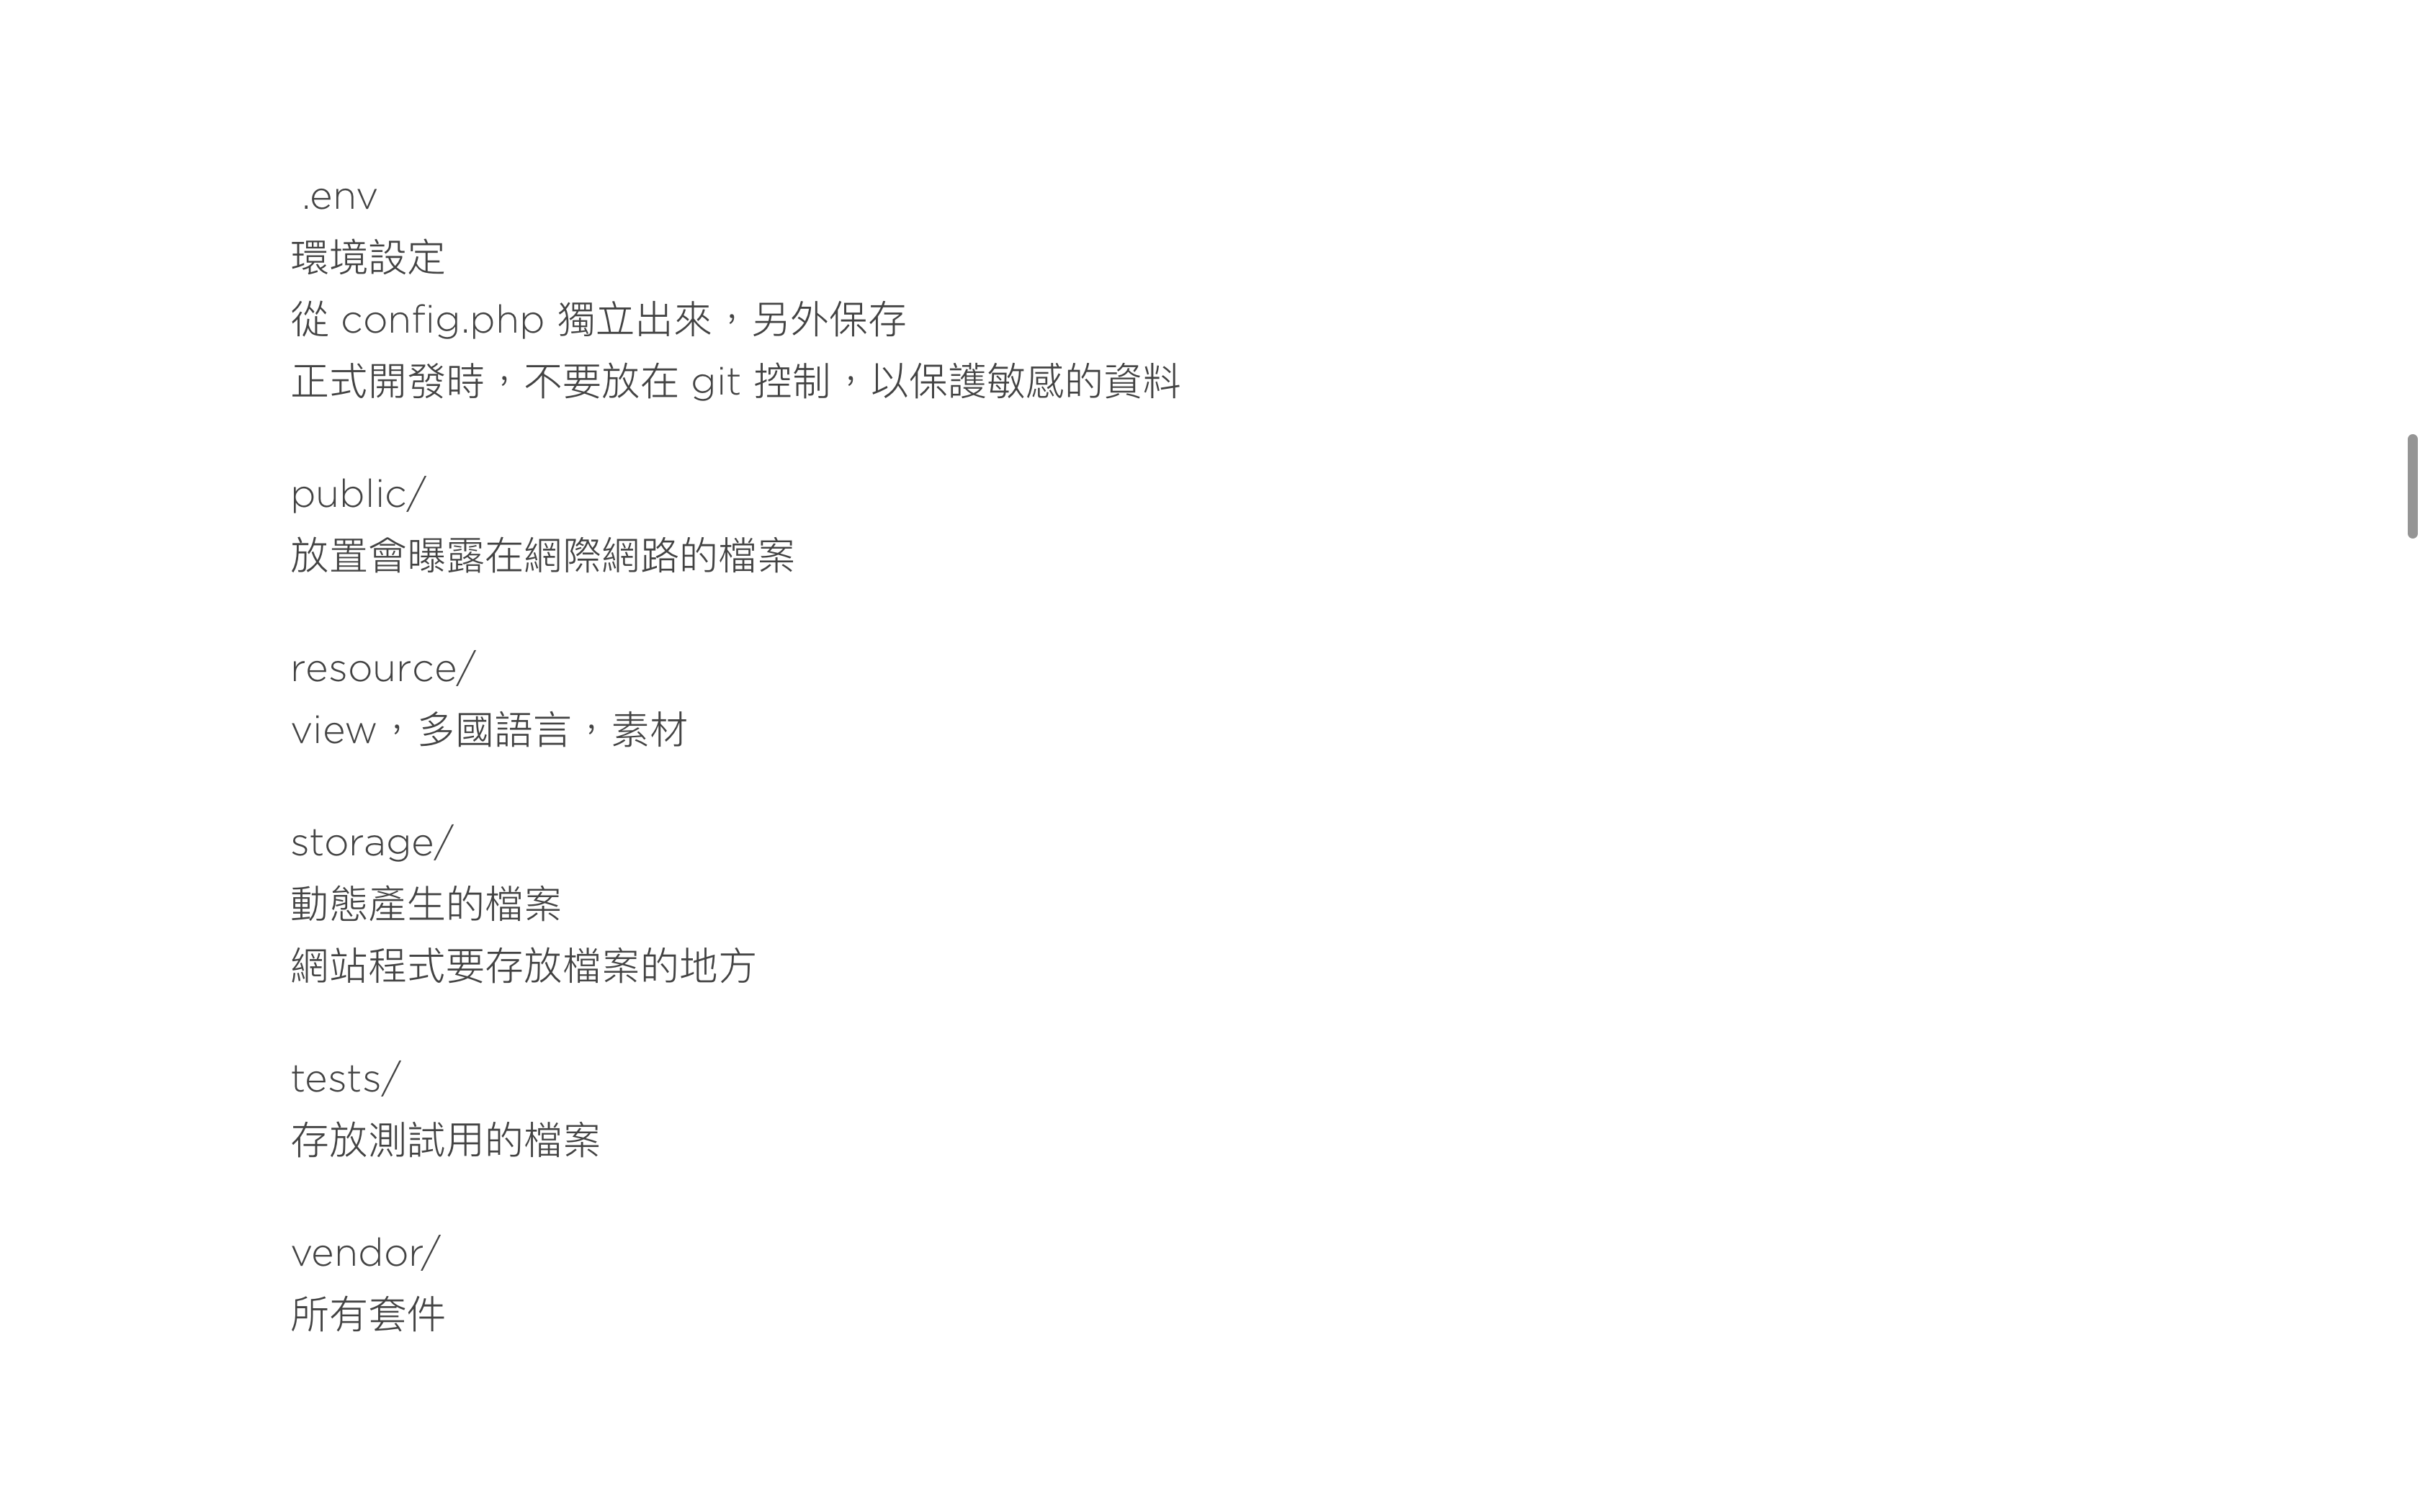 .env
環境設定
從 config.php 獨立出來，另外保存
正式開發時，不要放在 git 控制，以保護敏感的資料
public/
放置會曝露在網際網路的檔案
resource/
view，多國語言，素材
storage/
動態產生的檔案
網站程式要存放檔案的地方
tests/
存放測試用的檔案
vendor/
所有套件